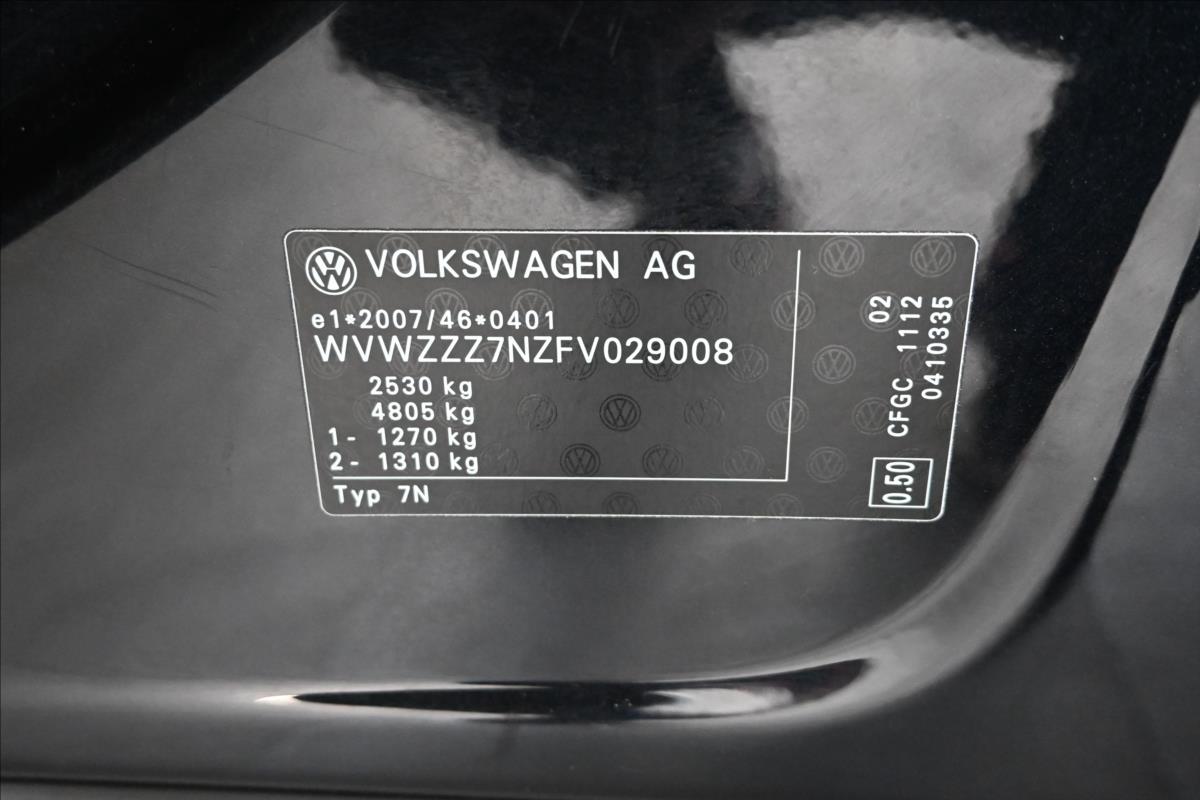 VOLKSWAGEN AG
e1*2007/46*0401
WVWZZZ7NZFV029008
2530 kg
4805 kg
1- 1270 kg
2- 1310 kg
Typ 7N
02
CFGC 1112
0410335
0.50